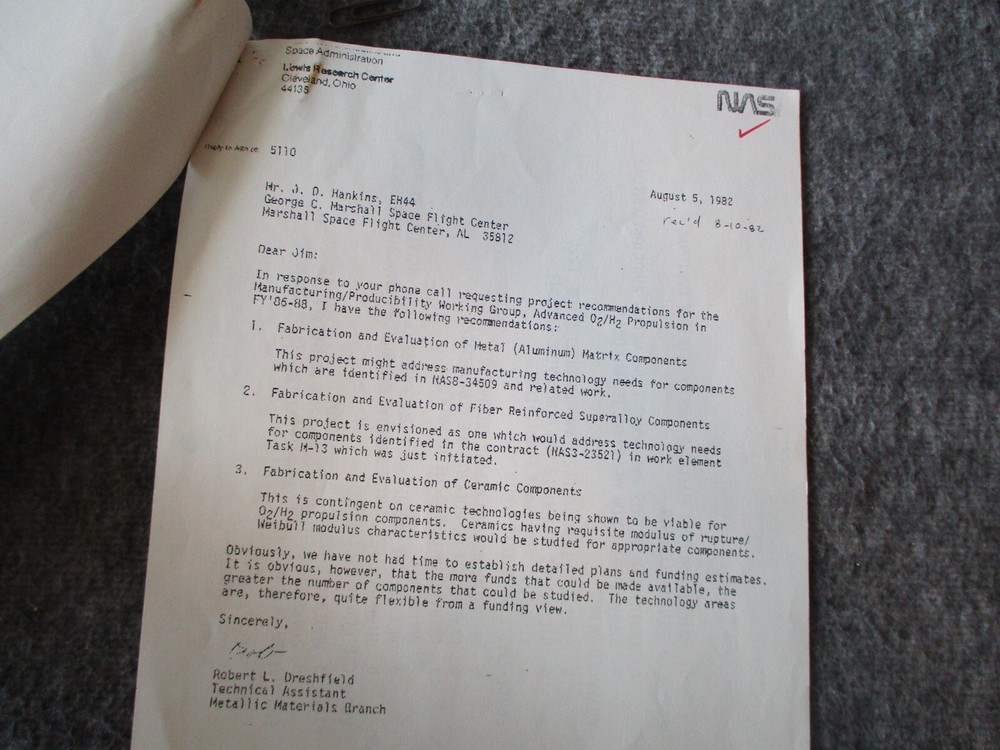 Space Administration
Lewis Research Center
Cleveland, Ohio
44135
NAS
Reply to Attn of: 5110
August 5, 1982
rec'd 8-10-82
Mr. J. D. Hankins, EH44
George C. Marshall Space Flight Center
Marshall Space Flight Center, AL 35812
Dear Jim:
In response to your phone call requesting project recommendations for the
Manufacturing/Producibility Working Group, Advanced O2/H2 Propulsion in
FY'86-88, I have the following recommendations:
1. Fabrication and Evaluation of Metal (Aluminum) Matrix Components
This project might address manufacturing technology needs for components
which are identified in NAS8-34509 and related work.
2. Fabrication and Evaluation of Fiber Reinforced Superalloy Components
This project is envisioned as one which would address technology needs
for components identified in the contract (NAS3-23521) in work element
Task M-13 which was just initiated.
3. Fabrication and Evaluation of Ceramic Components
This is contingent on ceramic technologies being shown to be viable for
O2/H2 propulsion components. Ceramics having requisite modulus of rupture/
Weibull modulus characteristics would be studied for appropriate components.
Obviously, we have not had time to establish detailed plans and funding estimates.
It is obvious, however, that the more funds that could be made available, the
greater the number of components that could be studied. The technology areas
are, therefore, quite flexible from a funding view.
Sincerely,
Bob
Robert L. Dreshfield
Technical Assistant
Metallic Materials Branch